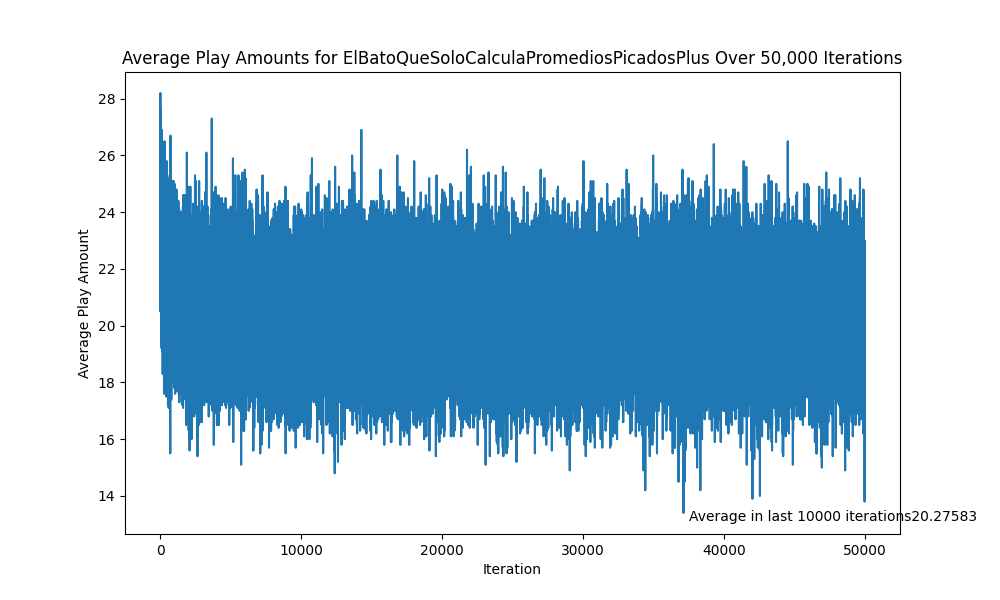 Average Play Amounts for ElBatoQueSoloCalculaPromediosPicadosPlus Over 50,000 Iterations
28
26
24
22
20
18
16
14
Average Play Amount
Average in last 10000 iterations20.27583
0 10000 20000 30000 40000 50000
Iteration